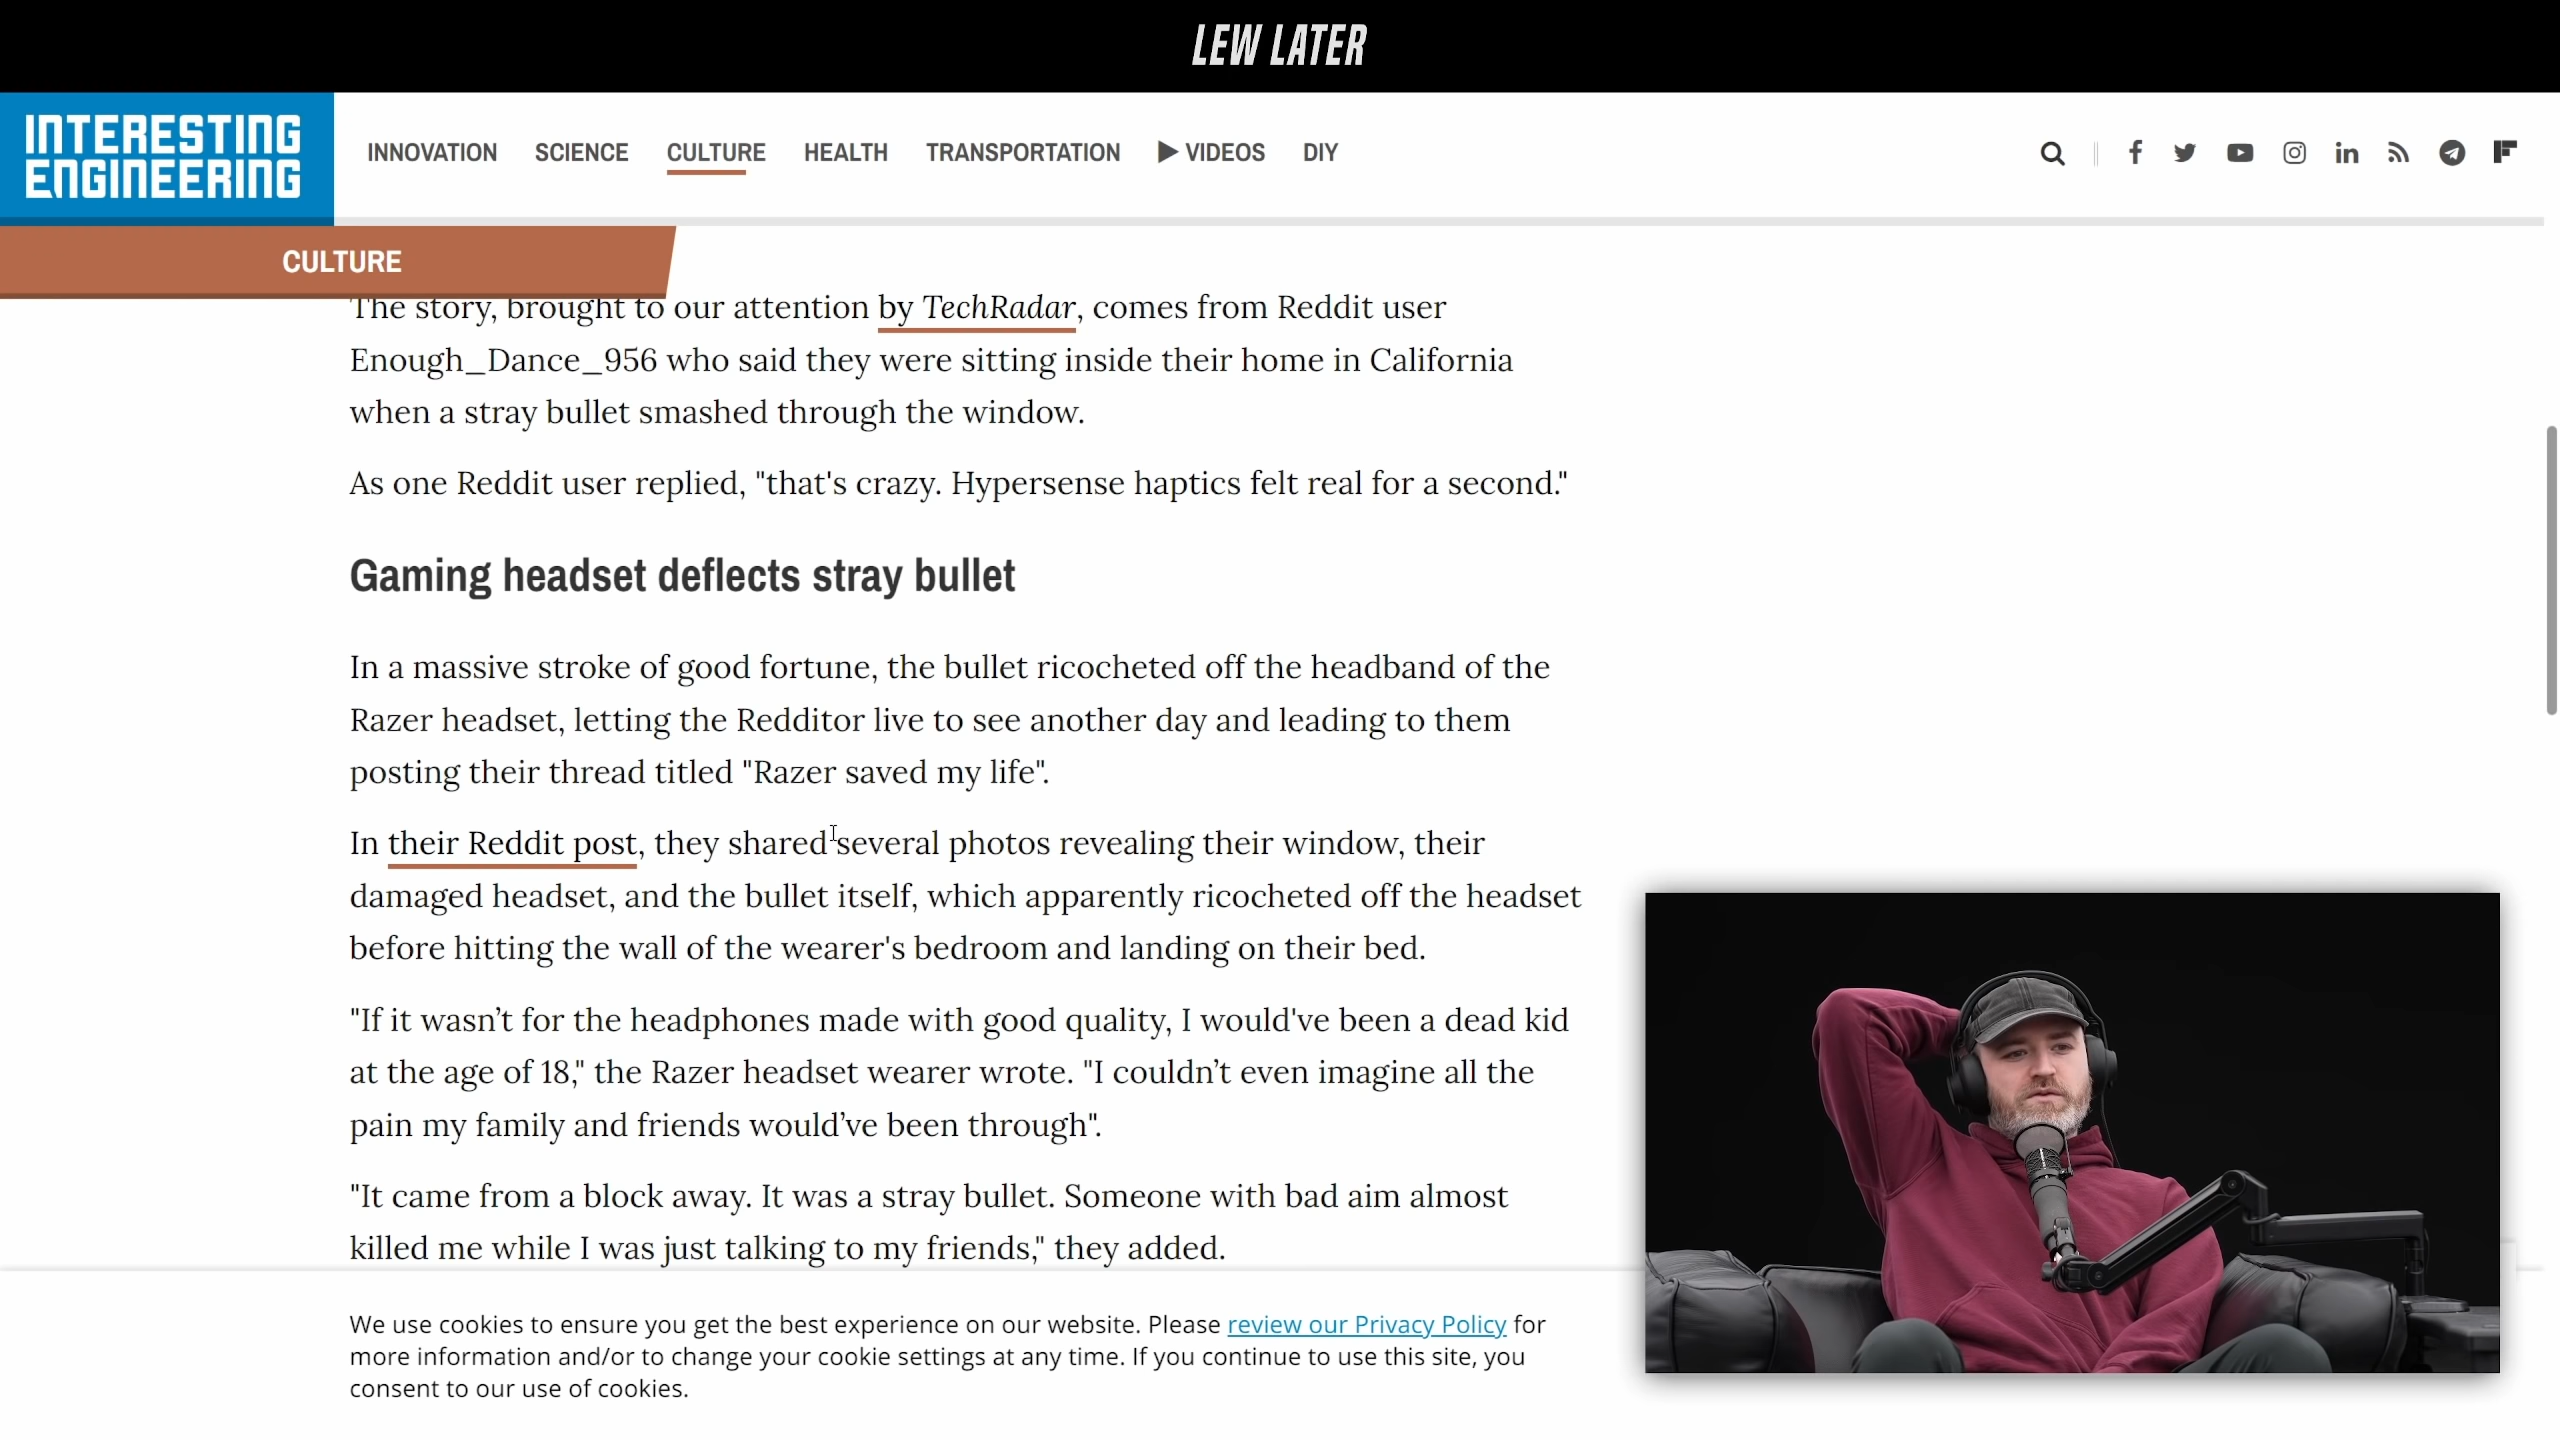 LEW LATER
INTERESTING
ENGINEERING
INNOVATION SCIENCE CULTURE HEALTH TRANSPORTATION VIDEOS DIY
CULTURE
The story, brought to our attention by TechRadar, comes from Reddit user
Enough_Dance_956 who said they were sitting inside their home in California
when a stray bullet smashed through the window.
As one Reddit user replied, "that's crazy. Hypersense haptics felt real for a second."
Gaming headset deflects stray bullet
In a massive stroke of good fortune, the bullet ricocheted off the headband of the
Razer headset, letting the Redditor live to see another day and leading to them
posting their thread titled "Razer saved my life".
In their Reddit post, they shared several photos revealing their window, their
damaged headset, and the bullet itself, which apparently ricocheted off the headset
before hitting the wall of the wearer's bedroom and landing on their bed.
"If it wasn’t for the headphones made with good quality, I would've been a dead kid
at the age of 18," the Razer headset wearer wrote. "I couldn’t even imagine all the
pain my family and friends would’ve been through".
"It came from a block away. It was a stray bullet. Someone with bad aim almost
killed me while I was just talking to my friends," they added.
We use cookies to ensure you get the best experience on our website. Please review our Privacy Policy for
more information and/or to change your cookie settings at any time. If you continue to use this site, you
consent to our use of cookies.